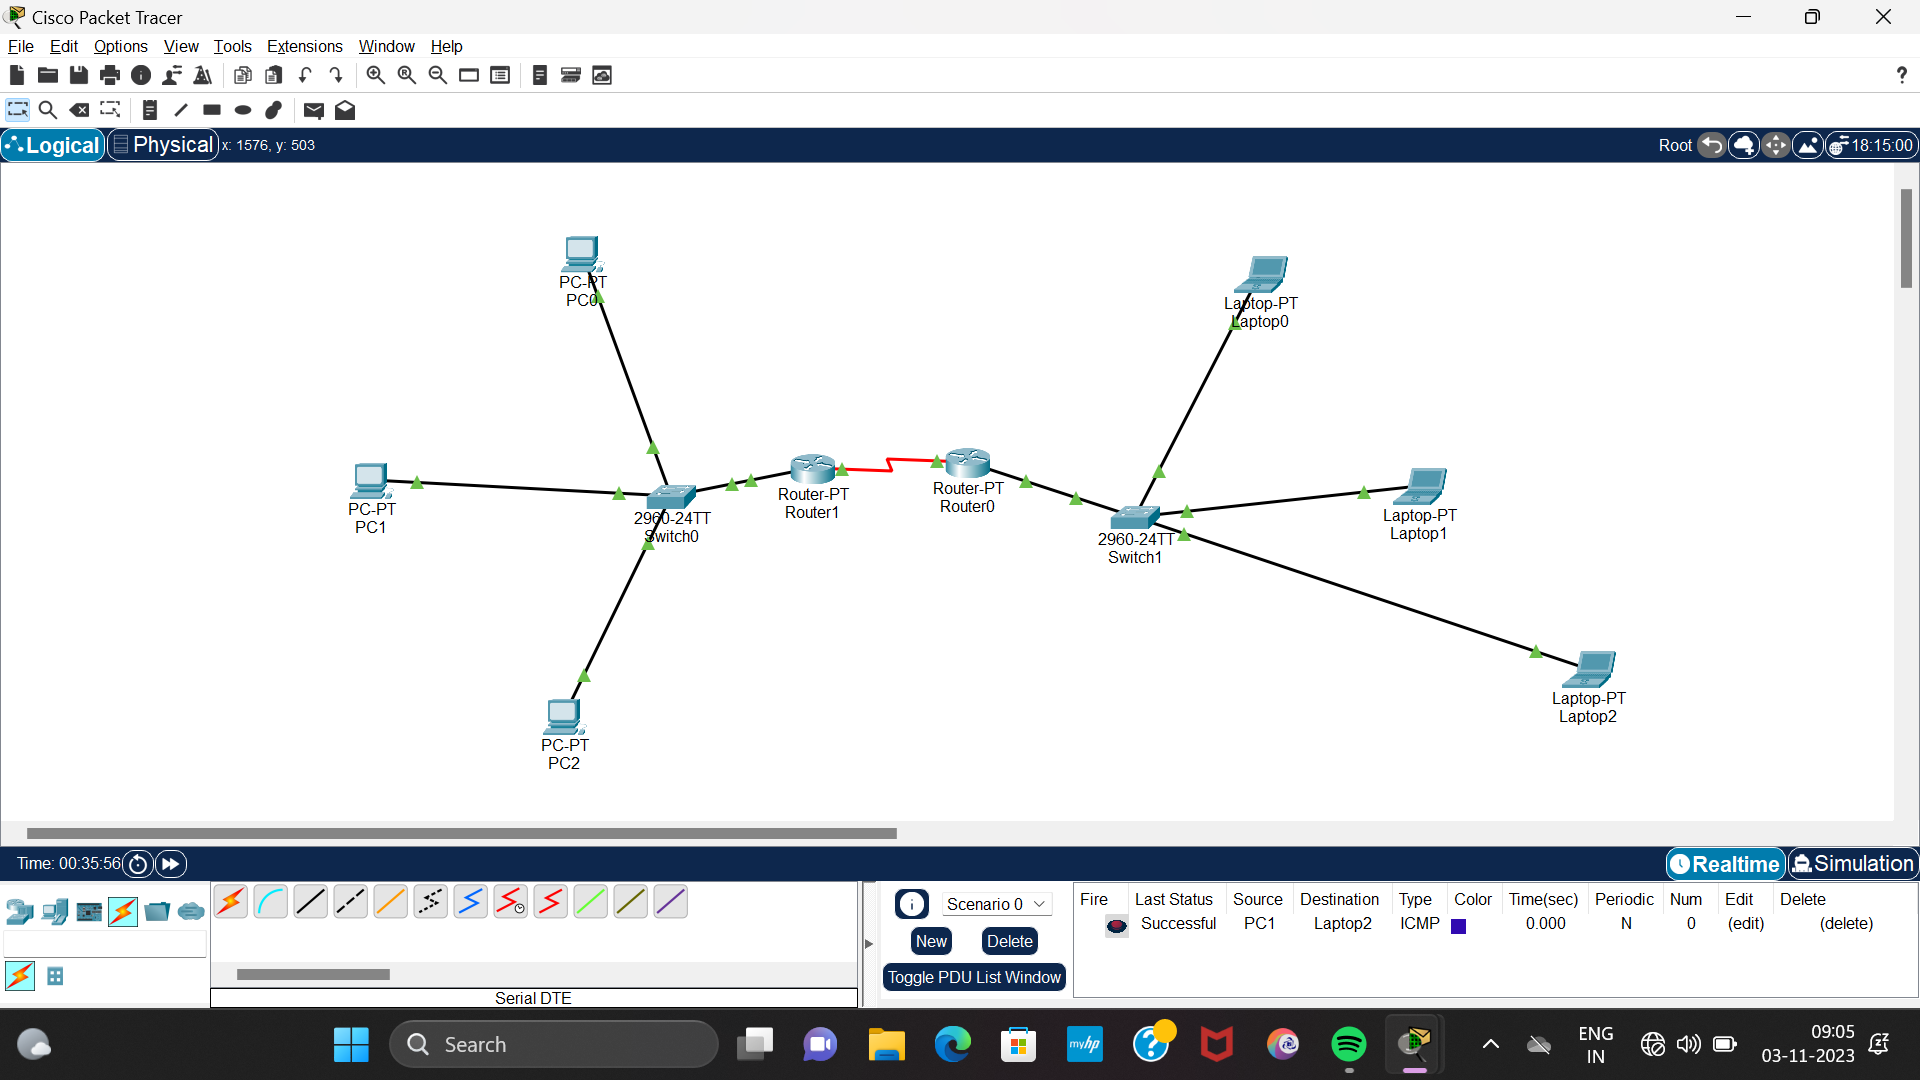 Cisco Packet Tracer
File Edit Options View Tools Extensions Window Help
Logical Physical x: 1576, y: 503 Root 18:15:00
PC-PT
PC0
Laptop-PT
Laptop0
PC-PT
PC1
2960-24TT
Switch0
Router-PT
Router1
Router-PT
Router0
2960-24TT
Switch1
Laptop-PT
Laptop1
Laptop-PT
Laptop2
PC-PT
PC2
Time: 00:35:56 Realtime Simulation
Scenario 0
New Delete
Toggle PDU List Window
Serial DTE
Fire Last Status Source Destination Type Color Time(sec) Periodic Num Edit Delete
Successful PC1 Laptop2 ICMP 0.000 N 0 (edit) (delete)
Search
myhp
ENG
IN
09:05
03-11-2023